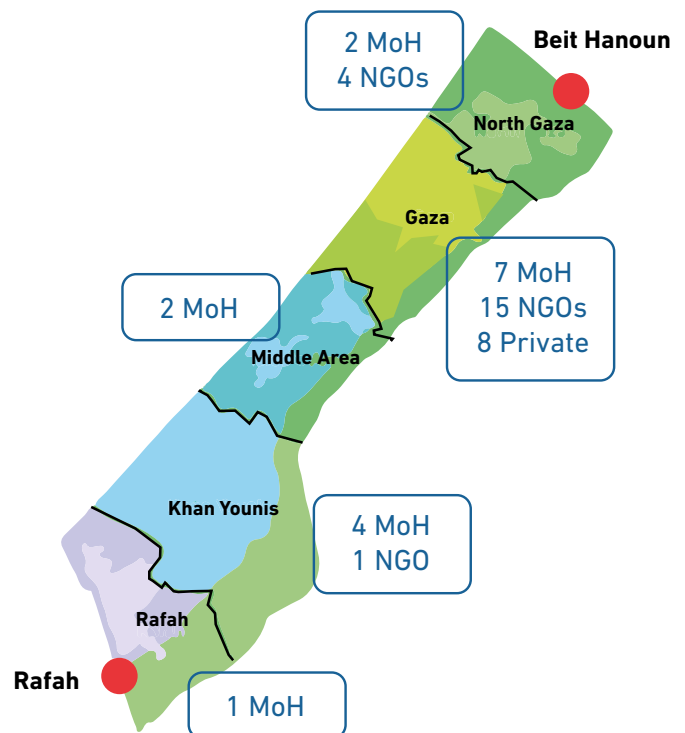 2 MoH
4 NGOs
Beit Hanoun
North Gaza
Gaza
7 MoH
15 NGOs
8 Private
2 MoH
Middle Area
Khan Younis
4 MoH
1 NGO
Rafah
Rafah
1 MoH